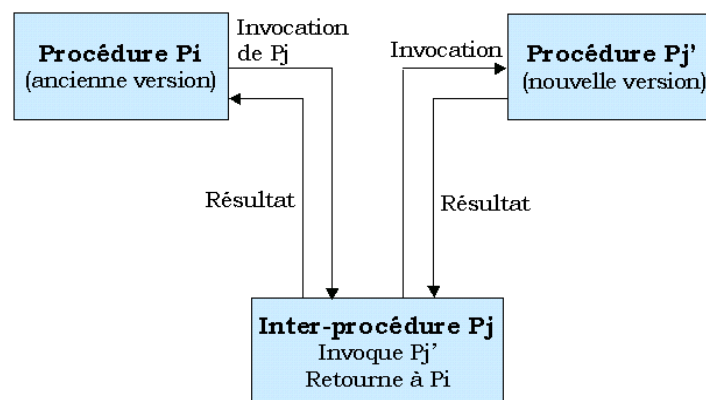 Procédure Pi
(ancienne version)
Invocation
de Pj
Invocation
Procédure Pj’
(nouvelle version)
Résultat
Résultat
Inter-procédure Pj
Invoque Pj’
Retourne à Pi